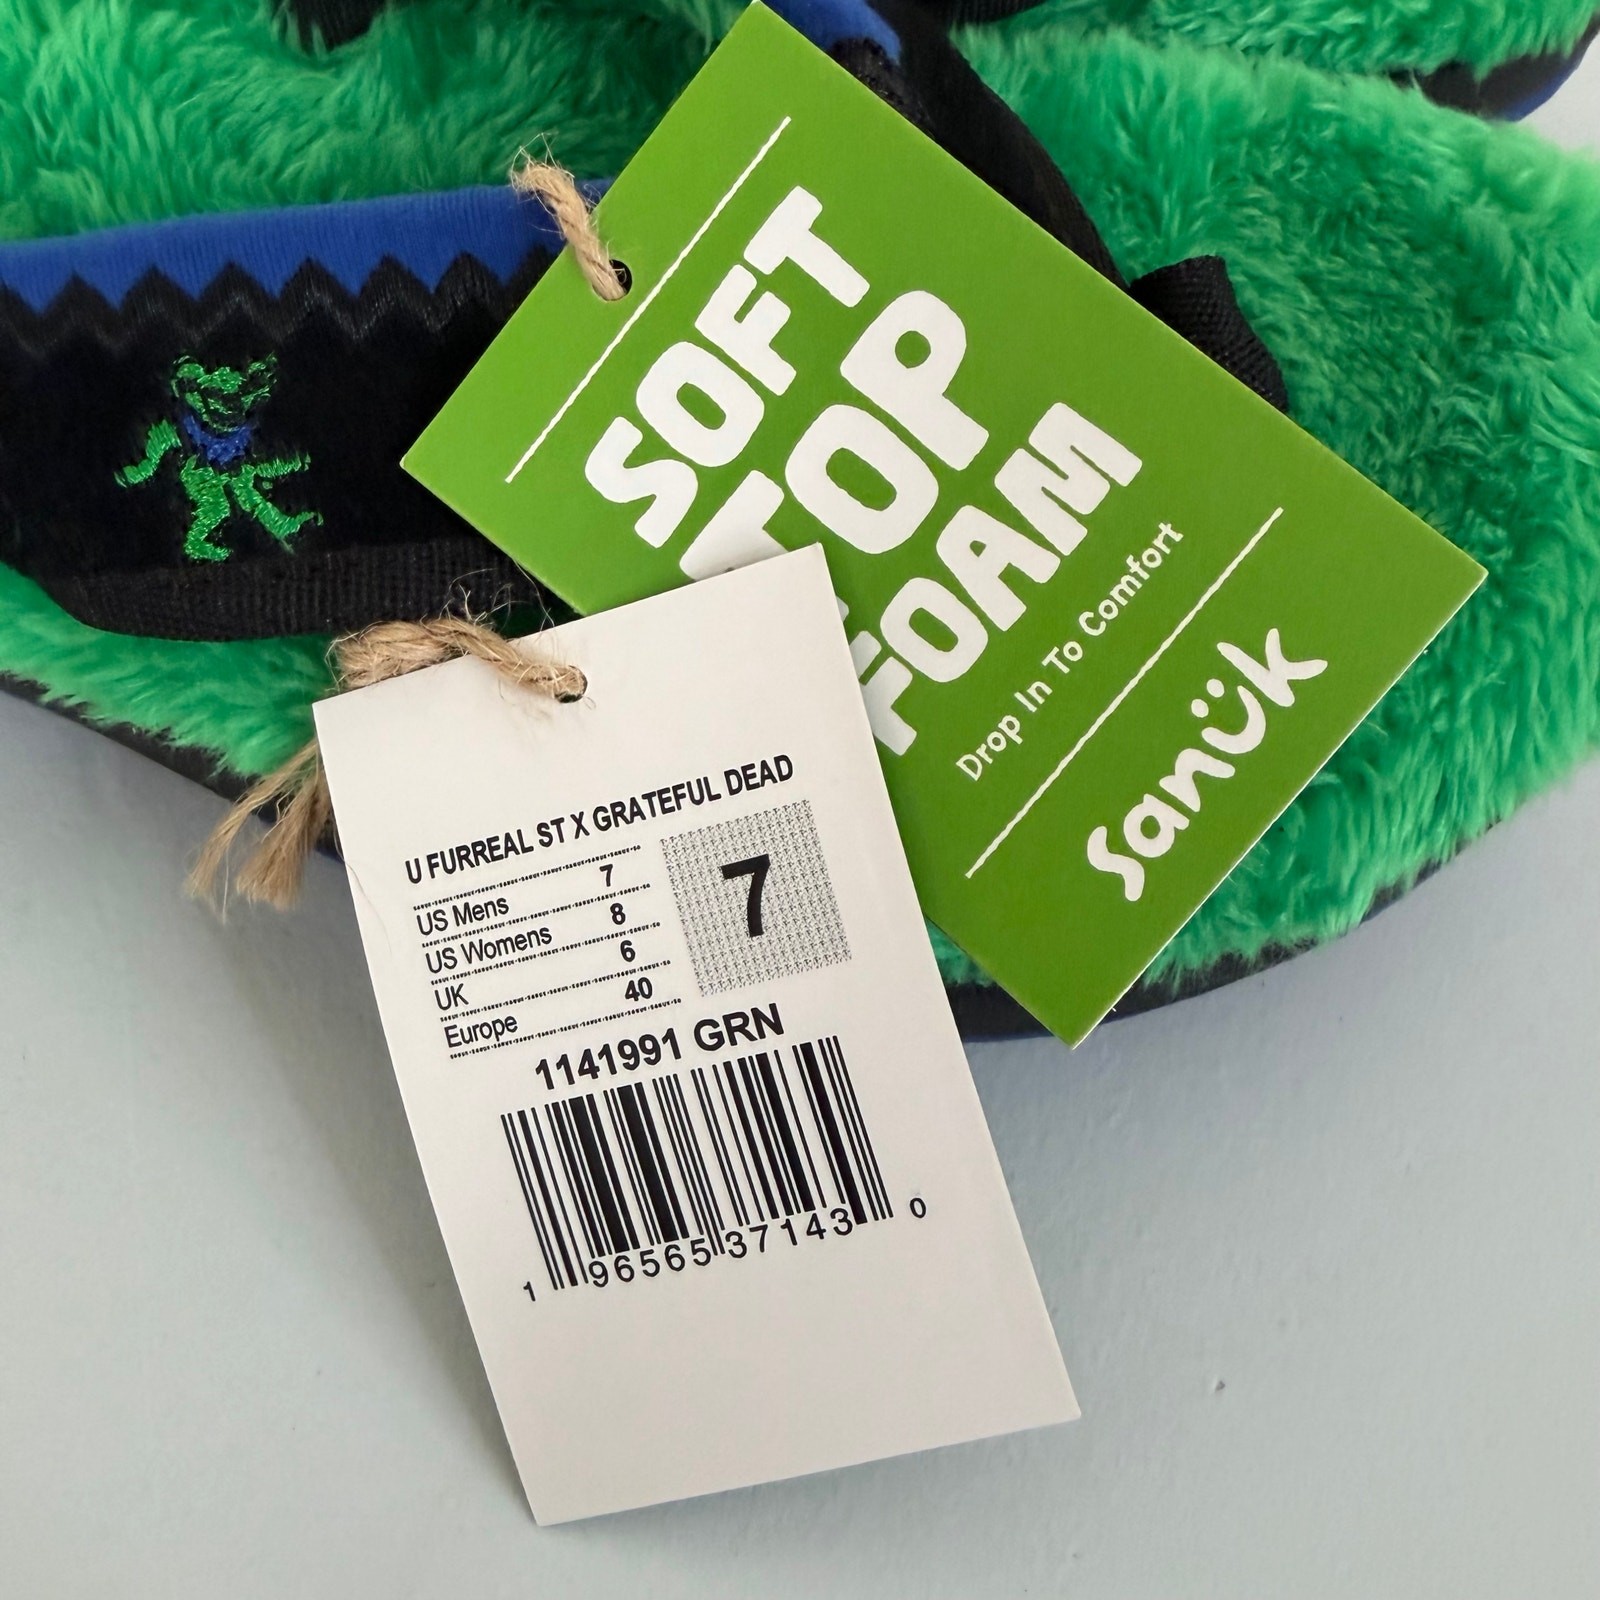 SOFT
TOP
FOAM
Drop In To Comfort
sanük
U FURREAL ST X GRATEFUL DEAD
US Mens 7
US Womens 8
UK 6
Europe 40
7
1141991 GRN
1 96565 37143 0